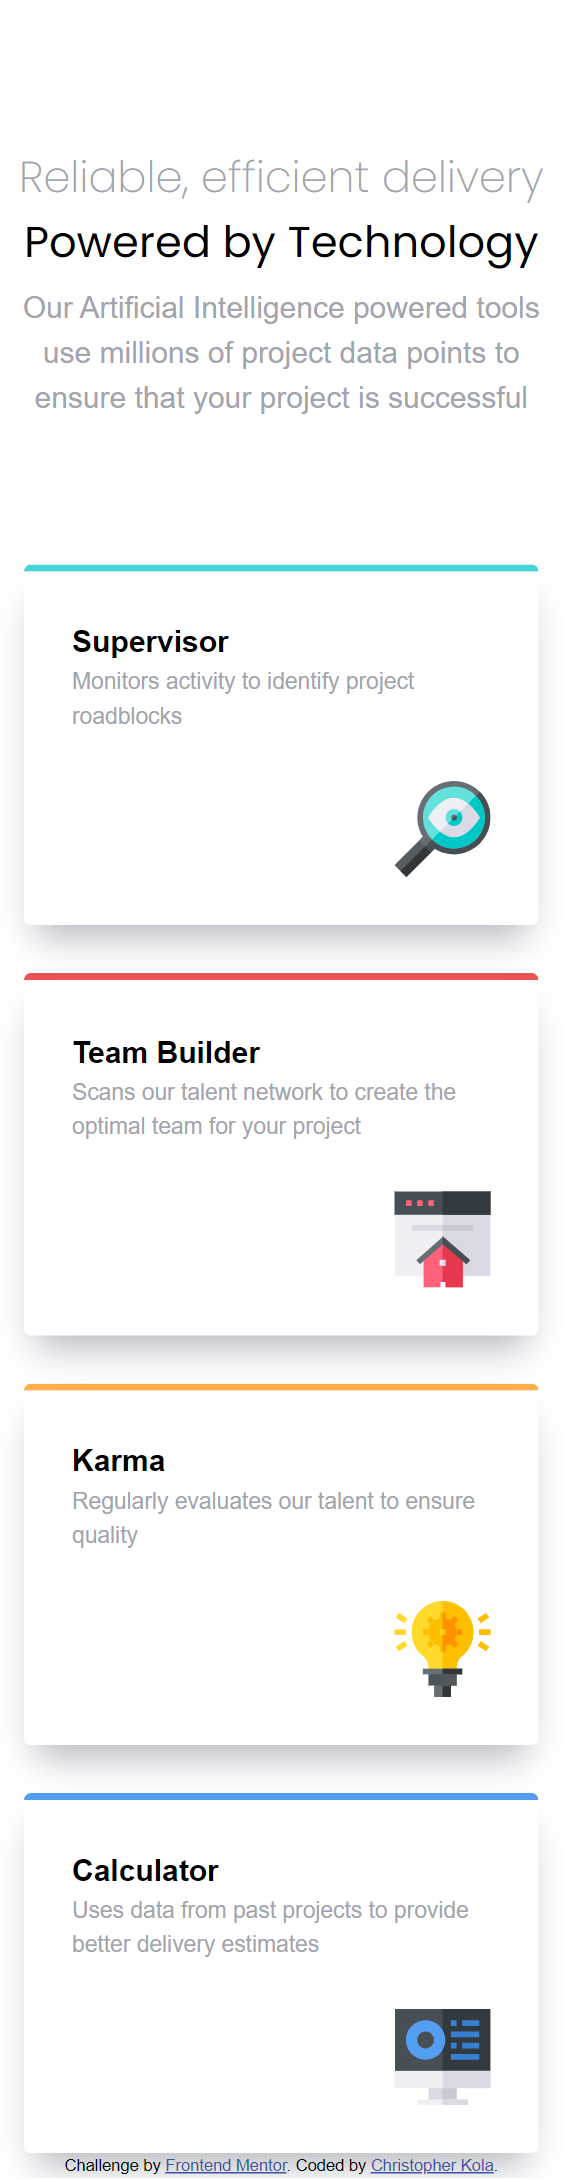 Reliable, efficient delivery
Powered by Technology
Our Artificial Intelligence powered tools
use millions of project data points to
ensure that your project is successful
Supervisor
Monitors activity to identify project
roadblocks
Team Builder
Scans our talent network to create the
optimal team for your project
Karma
Regularly evaluates our talent to ensure
quality
Calculator
Uses data from past projects to provide
better delivery estimates
Challenge by Frontend Mentor. Coded by Christopher Kola.